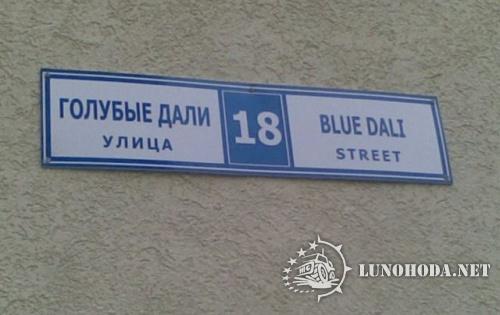 ГОЛУБЫЕ ДАЛИ
УЛИЦА
18
BLUE DALI
STREET
LUNOHODA.NET